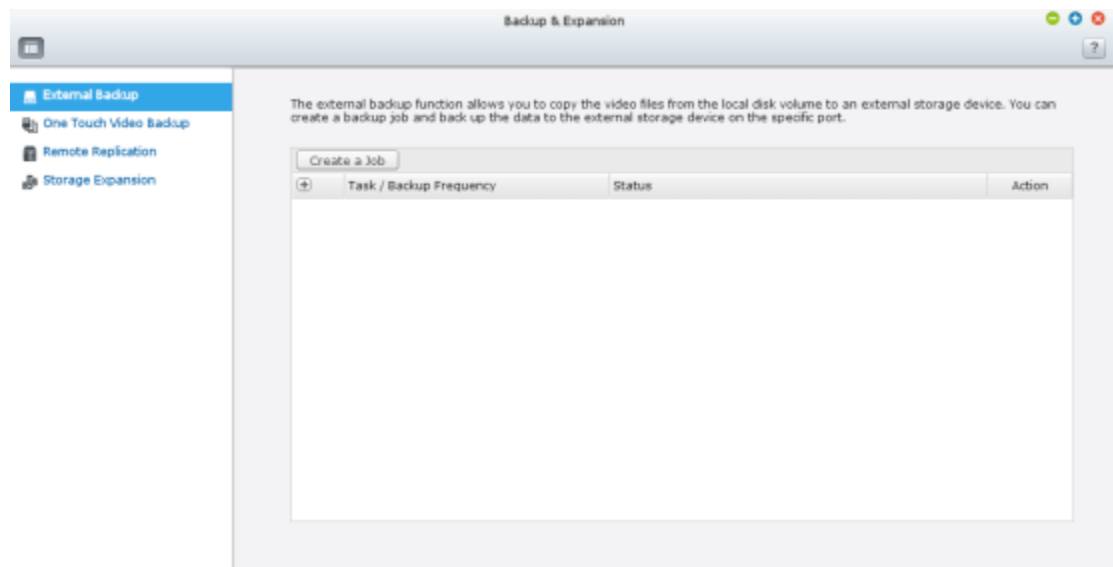 Backup & Expansion
?
External Backup
One Touch Video Backup
Remote Replication
Storage Expansion
The external backup function allows you to copy the video files from the local disk volume to an external storage device. You can
create a backup job and back up the data to the external storage device on the specific port.
Create a Job
Task / Backup Frequency Status Action